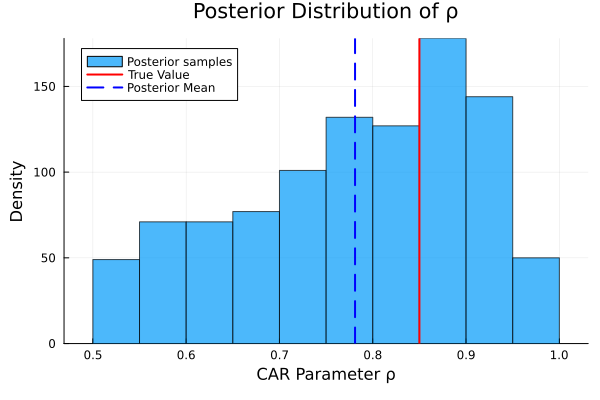 Posterior Distribution of ρ
Posterior samples
True Value
Posterior Mean
Density
150
100
50
0
0.5 0.6 0.7 0.8 0.9 1.0
CAR Parameter ρ